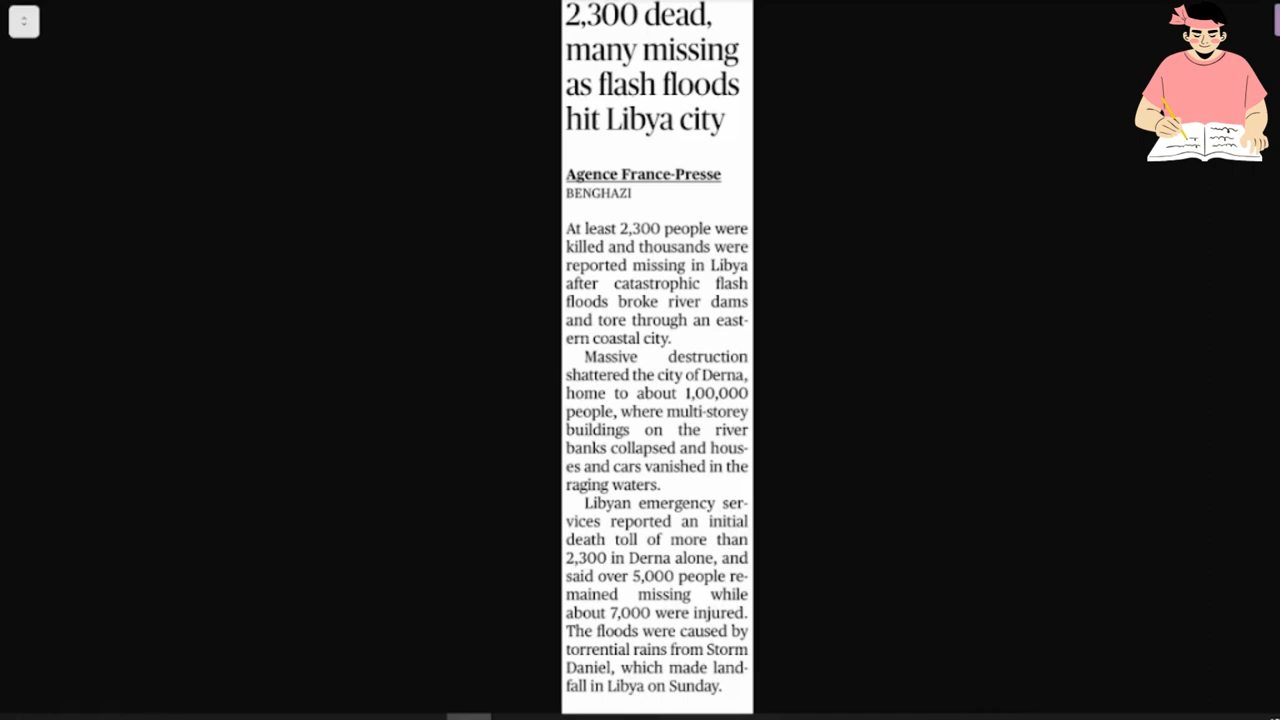 2,300 dead,
many missing
as flash floods
hit Libya city
Agence France-Presse
BENGHAZI
At least 2,300 people were
killed and thousands were
reported missing in Libya
after catastrophic flash
floods broke river dams
and tore through an east-
ern coastal city.
Massive destruction
shattered the city of Derna,
home to about 1,00,000
people, where multi-storey
buildings on the river
banks collapsed and hous-
es and cars vanished in the
raging waters.
Libyan emergency ser-
vices reported an initial
death toll of more than
2,300 in Derna alone, and
said over 5,000 people re-
mained missing while
about 7,000 were injured.
The floods were caused by
torrential rains from Storm
Daniel, which made land-
fall in Libya on Sunday.